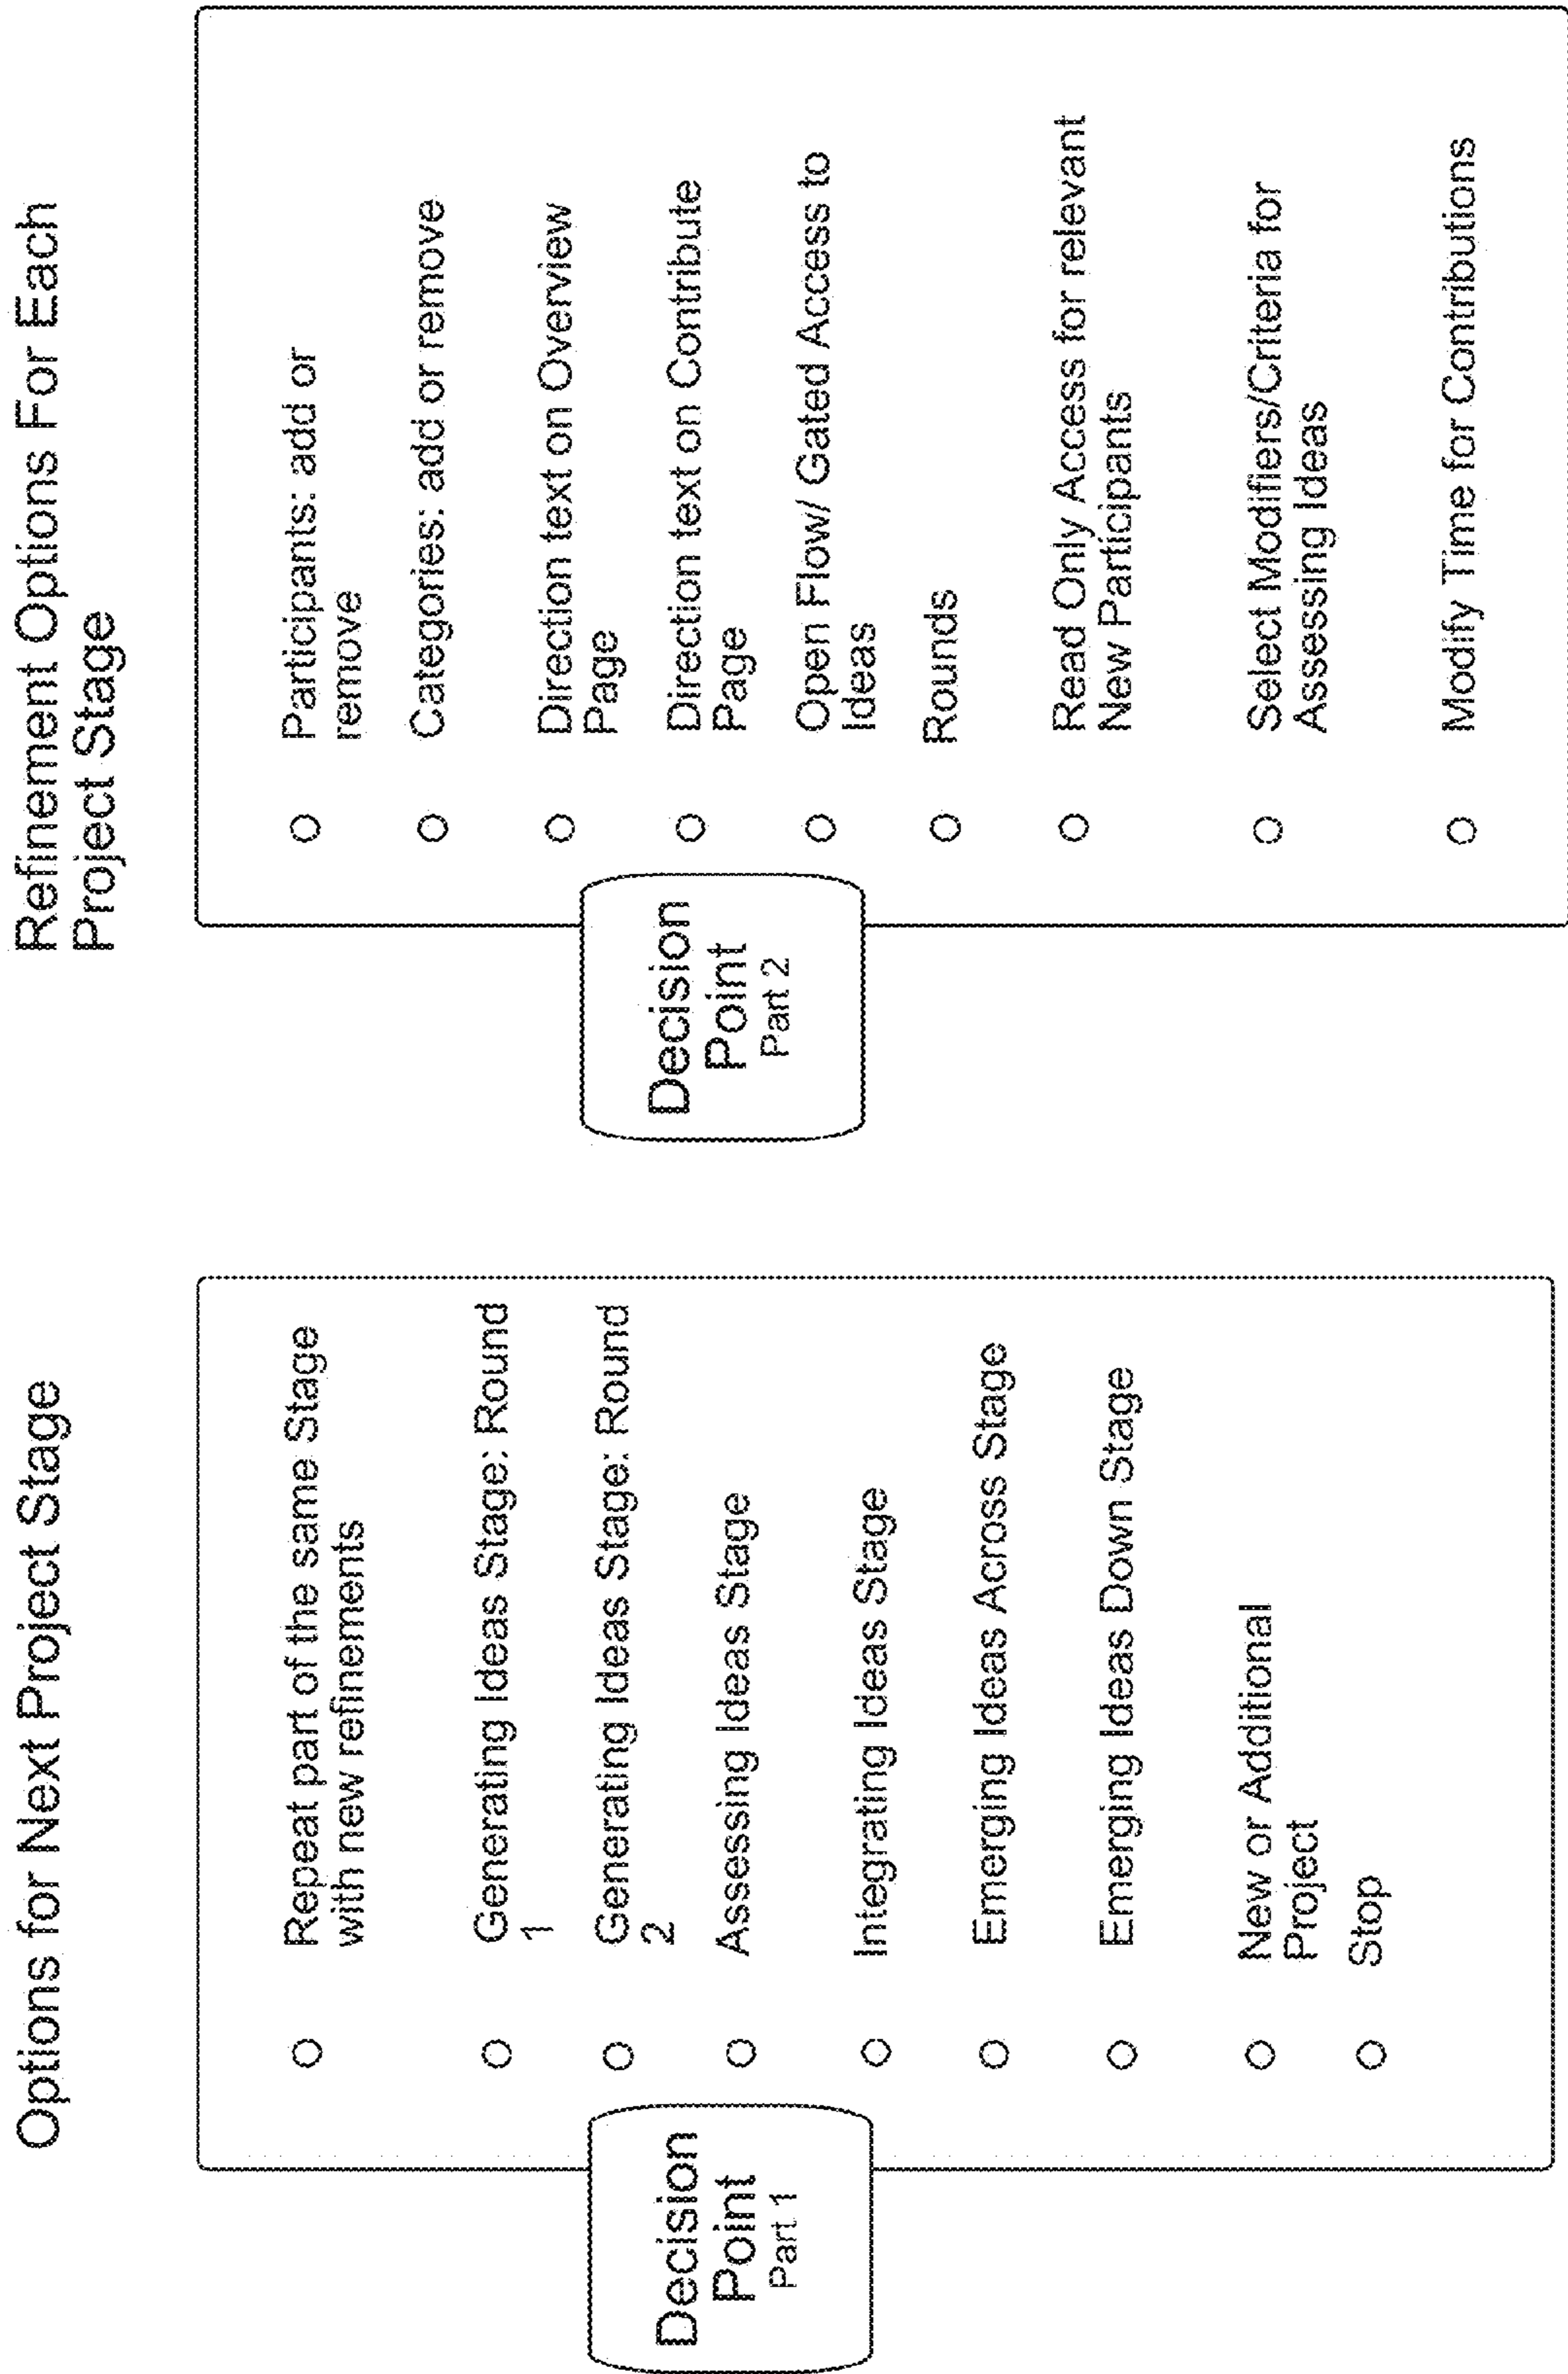 Options for Next Project Stage
Decision
Point
Part 1
Repeat part of the same Stage
with new refinements
Generating Ideas Stage: Round
1
Generating Ideas Stage: Round
2
Assessing Ideas Stage
Integrating Ideas Stage
Emerging Ideas Across Stage
Emerging Ideas Down Stage
New or Additional
Project
Stop
Refinement Options For Each
Project Stage
Decision
Point
Part 2
Participants: add or
remove
Categories: add or remove
Direction text on Overview
Page
Direction text on Contribute
Page
Open Flow/ Gated Access to
Ideas
Rounds
Read Only Access for relevant
New Participants
Select Modifiers/Criteria for
Assessing Ideas
Modify Time for Contributions